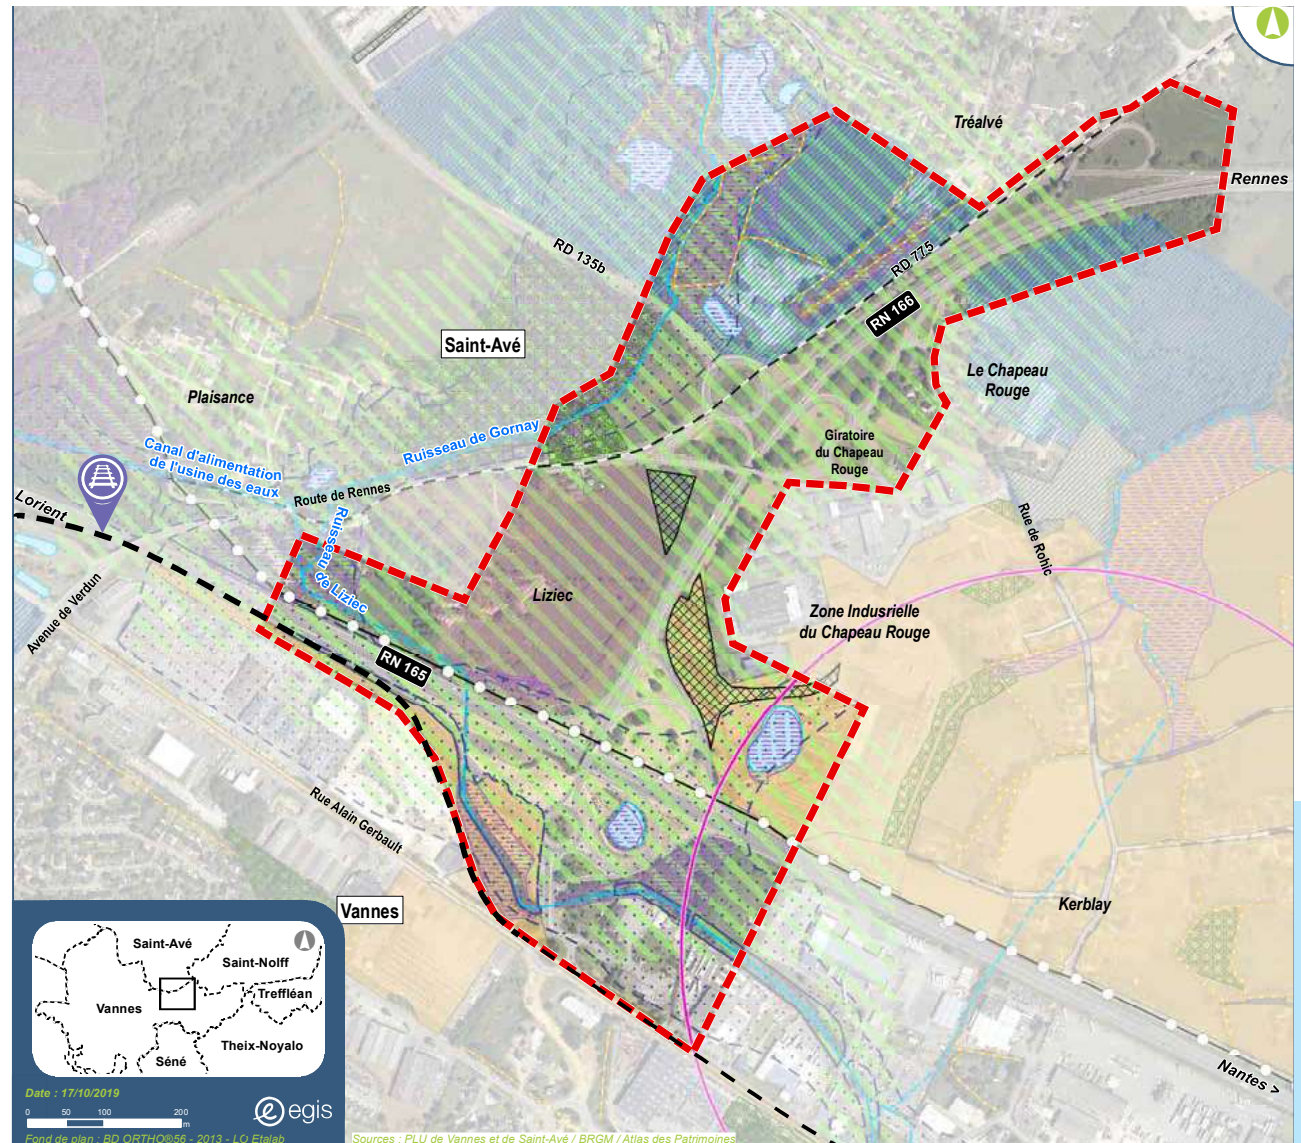 Tréalvé
Rennes
RD 135b
RD 775
RN 166
Saint-Avé
Le Chapeau
Rouge
Plaisance
Giratoire
du Chapeau
Rouge
Ruisseau de Gornay
Canal d'alimentation
de l'usine des eaux
Route de Rennes
Lorient
Ruisseau
de Liziec
Rue de Rohic
Avenue de Verdun
Liziec
Zone Indusrielle
du Chapeau Rouge
RN 165
Rue Alain Gerbault
Vannes
Kerblay
Nantes >
Saint-Avé
Saint-Nolff
Treffléan
Vannes
Theix-Noyalo
Séné
Date : 17/10/2019
0 50 100 200
m
egis
Fond de plan : BD ORTHO®56 - 2013 - LO Etalab
Sources : PLU de Vannes et de Saint-Avé / BRGM / Atlas des Patrimoines